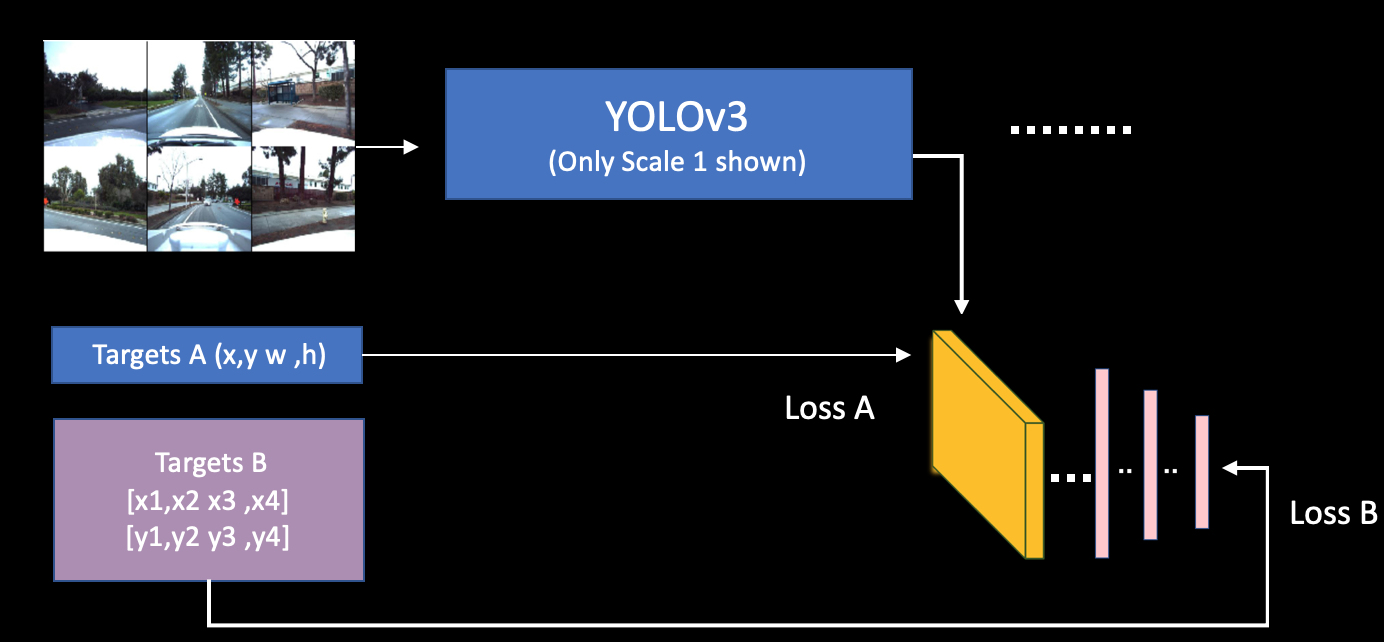 YOLOv3
(Only Scale 1 shown)
Targets A (x,y w ,h)
Loss A
Targets B
[x1,x2 x3 ,x4]
[y1,y2 y3 ,y4]
Loss B